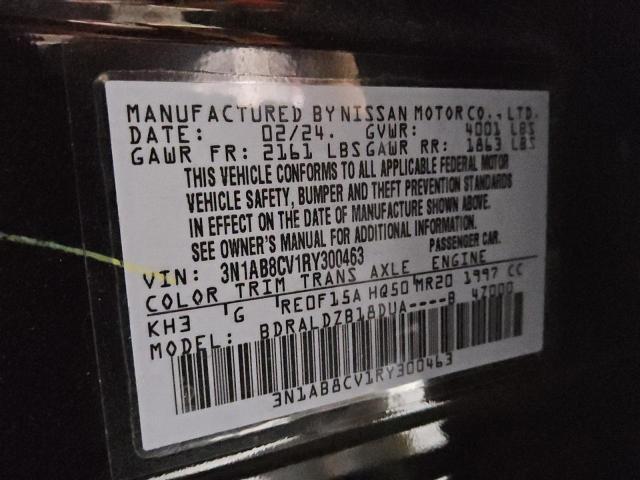 MANUFACTURED BY NISSAN MOTOR CO., LTD.
DATE: 02/24. GVWR: 4001 LBS
GAWR FR: 2161 LBS GAWR RR: 1863 LBS
THIS VEHICLE CONFORMS TO ALL APPLICABLE FEDERAL MOTOR
VEHICLE SAFETY, BUMPER AND THEFT PREVENTION STANDARDS
IN EFFECT ON THE DATE OF MANUFACTURE SHOWN ABOVE.
SEE OWNER'S MANUAL FOR ADDITIONAL INFORMATION.
VIN: 3N1AB8CV1RY300463 PASSENGER CAR.
COLOR TRIM TRANS AXLE ENGINE
KH3 G RE0F15A HQ50 MR20 1997 CC
MODEL: BDRALDZB18DUA----B 4Z000
3N1AB8CV1RY300463